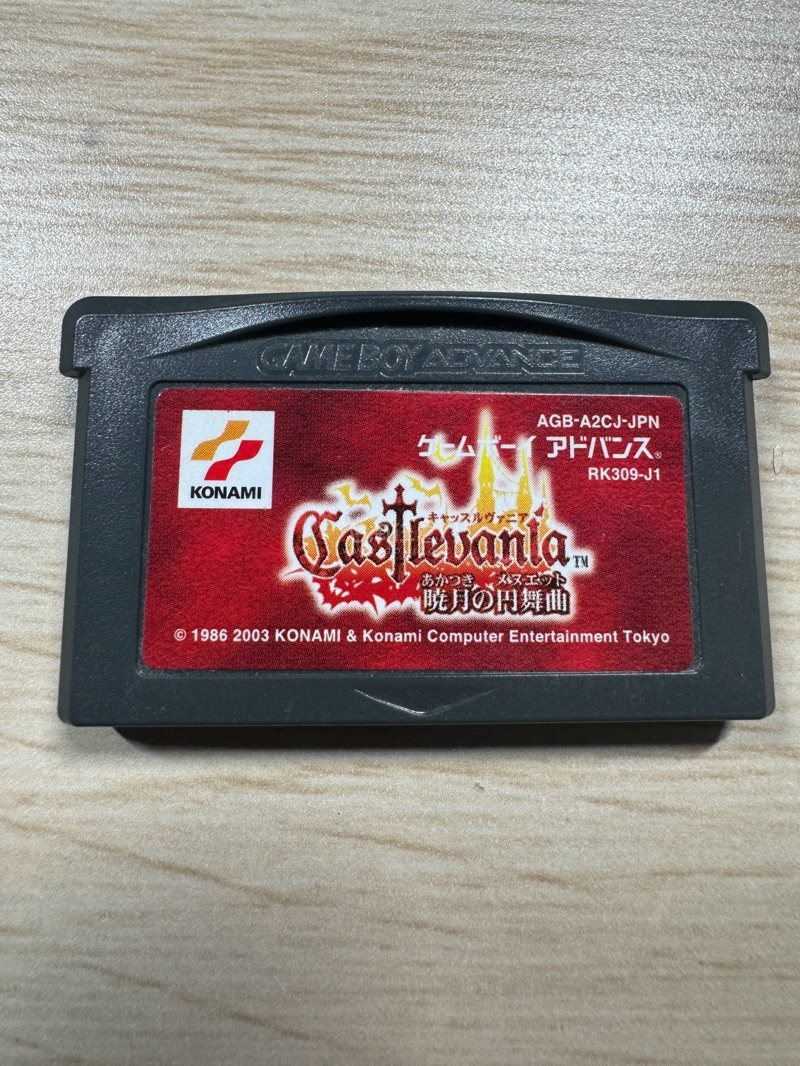 GAME BOY ADVANCE
KONAMI
AGB-A2CJ-JPN
ゲームボーイ アドバンス®
RK309-J1
キャッスルヴァニア
Castlevania™
あかつき メヌエット
暁月の円舞曲
© 1986 2003 KONAMI & Konami Computer Entertainment Tokyo